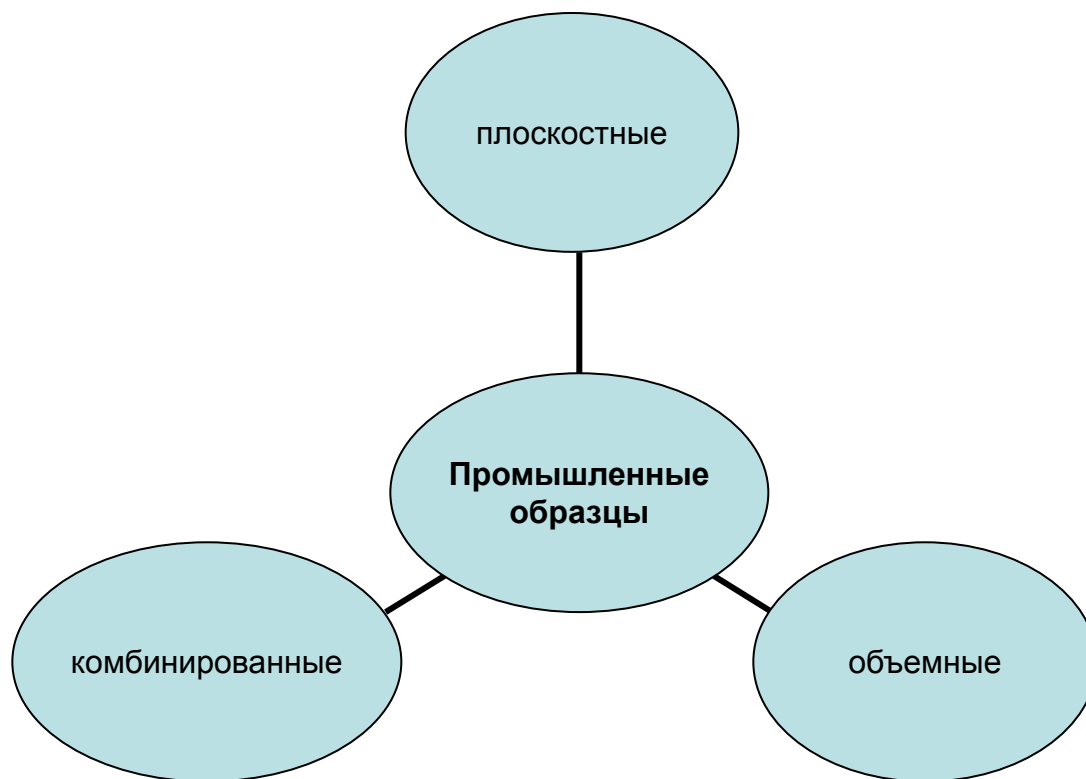 плоскостные
Промышленные
образцы
комбинированные
объемные